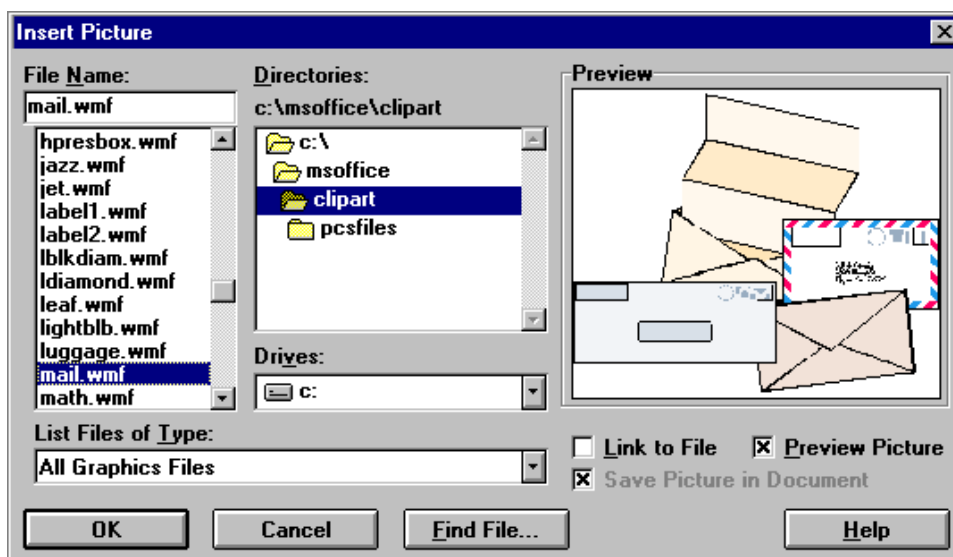 Insert Picture
File Name:
mail.wmf
hpresbox.wmf
jazz.wmf
jet.wmf
label1.wmf
label2.wmf
lblkdiam.wmf
ldiamond.wmf
leaf.wmf
lightblb.wmf
luggage.wmf
mail.wmf
math.wmf
Directories:
c:\msoffice\clipart
c:\
msoffice
clipart
pcsfiles
Drives:
c:
Preview
List Files of Type:
All Graphics Files
Link to File
Preview Picture
Save Picture in Document
OK
Cancel
Find File...
Help